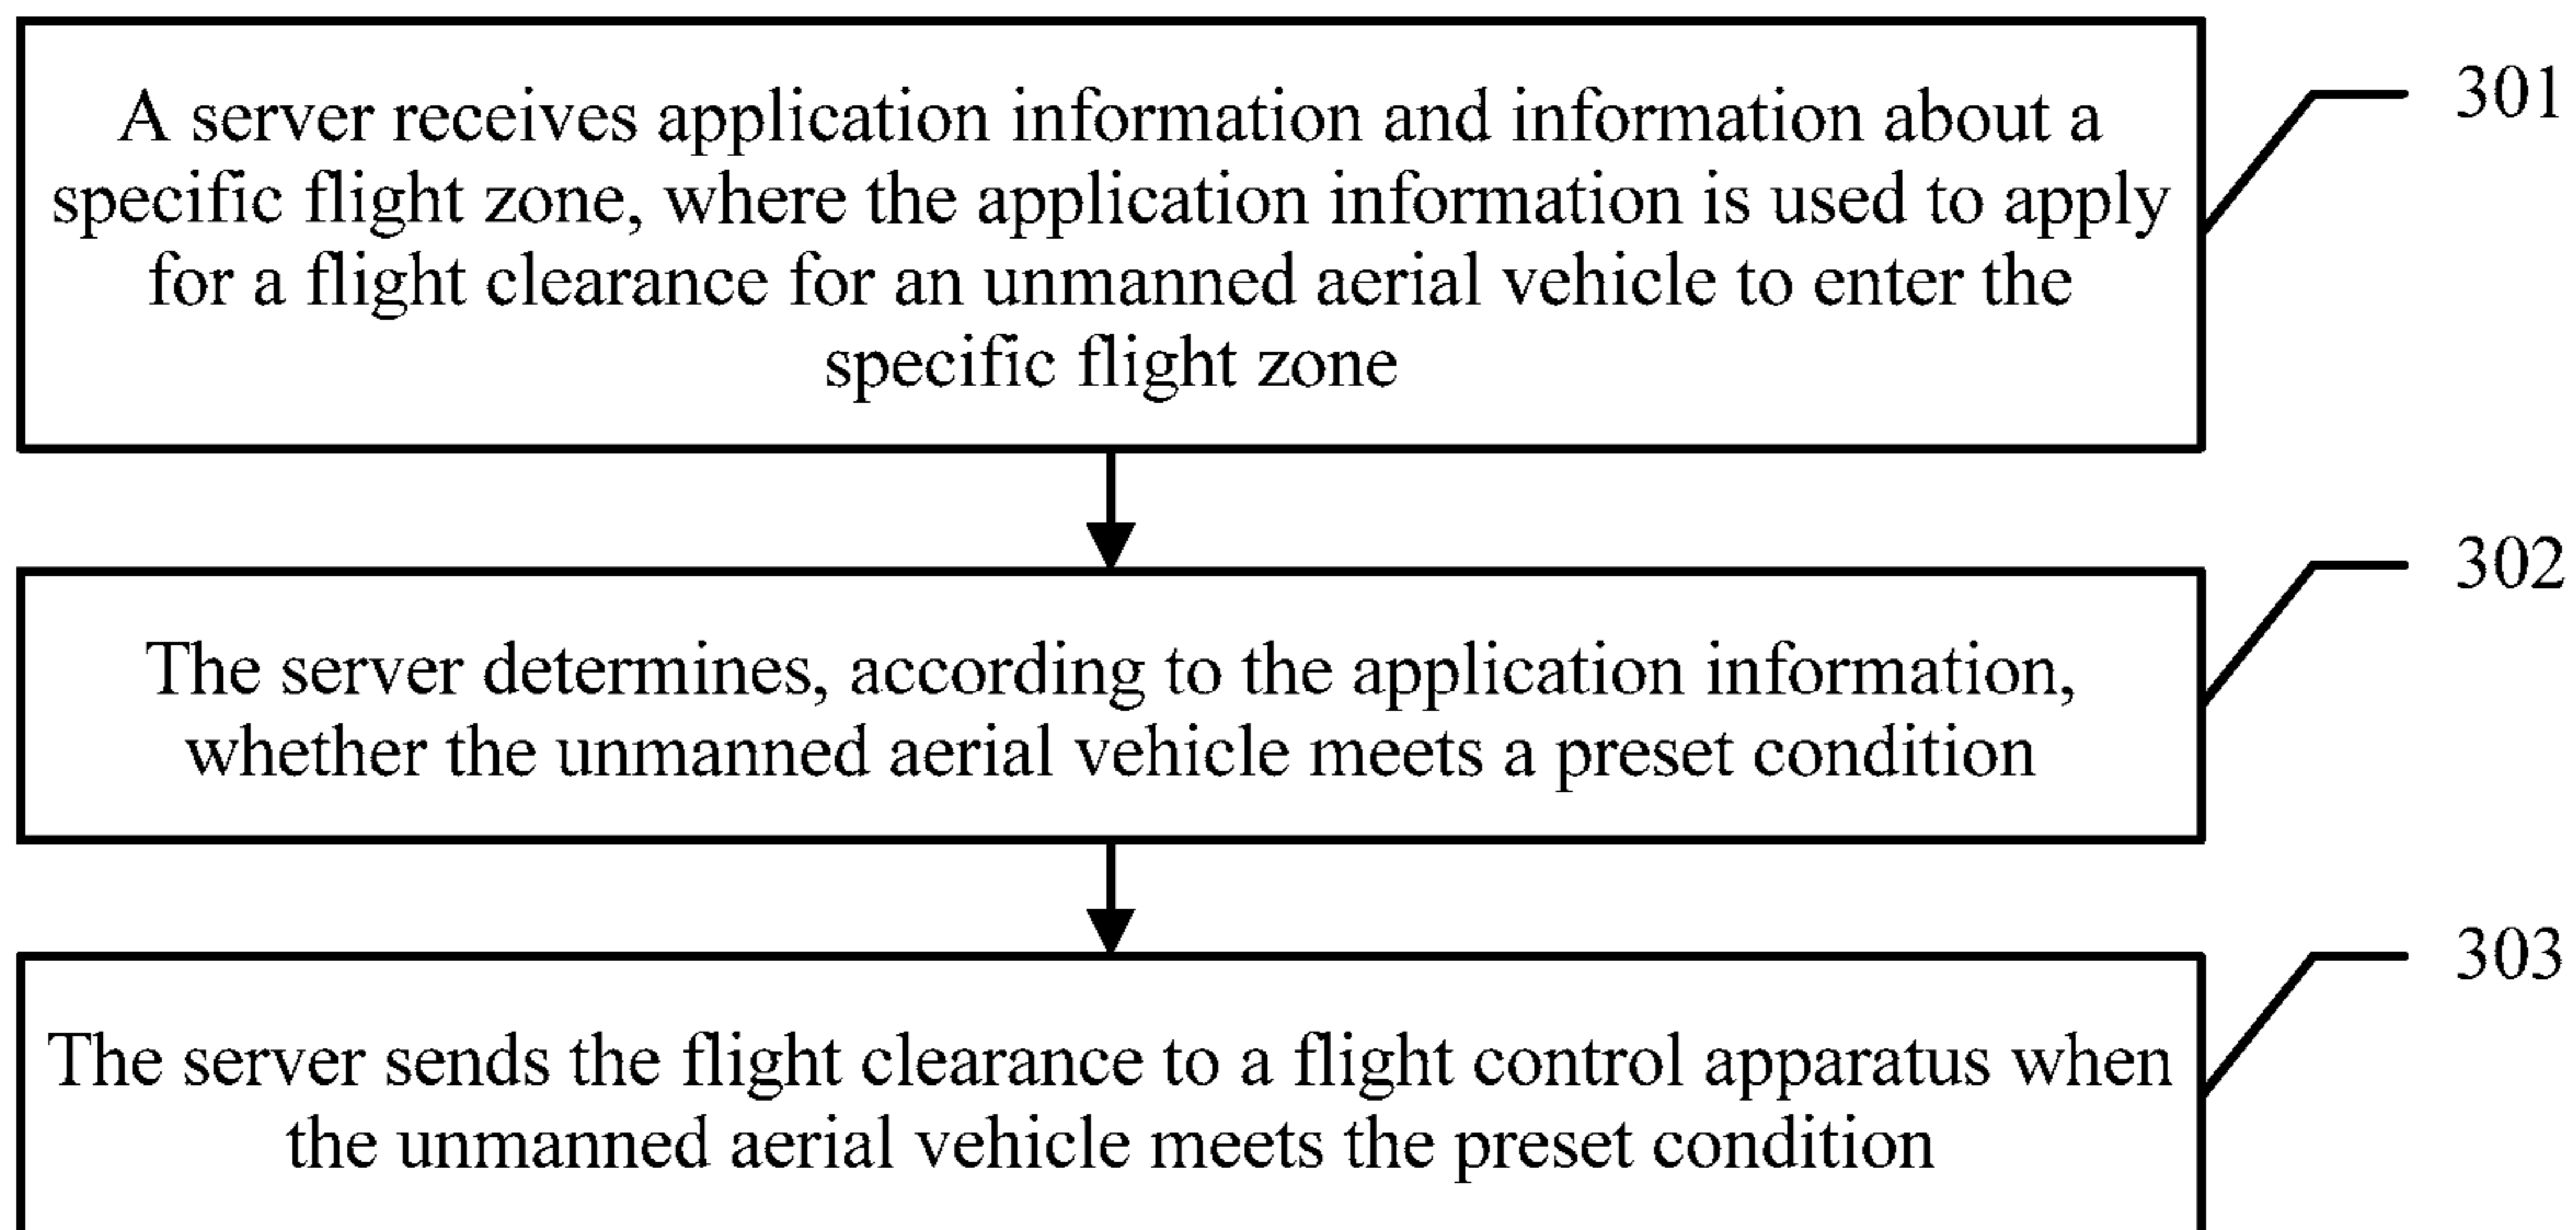 A server receives application information and information about a
specific flight zone, where the application information is used to apply
for a flight clearance for an unmanned aerial vehicle to enter the
specific flight zone
301
The server determines, according to the application information,
whether the unmanned aerial vehicle meets a preset condition
302
The server sends the flight clearance to a flight control apparatus when
the unmanned aerial vehicle meets the preset condition
303